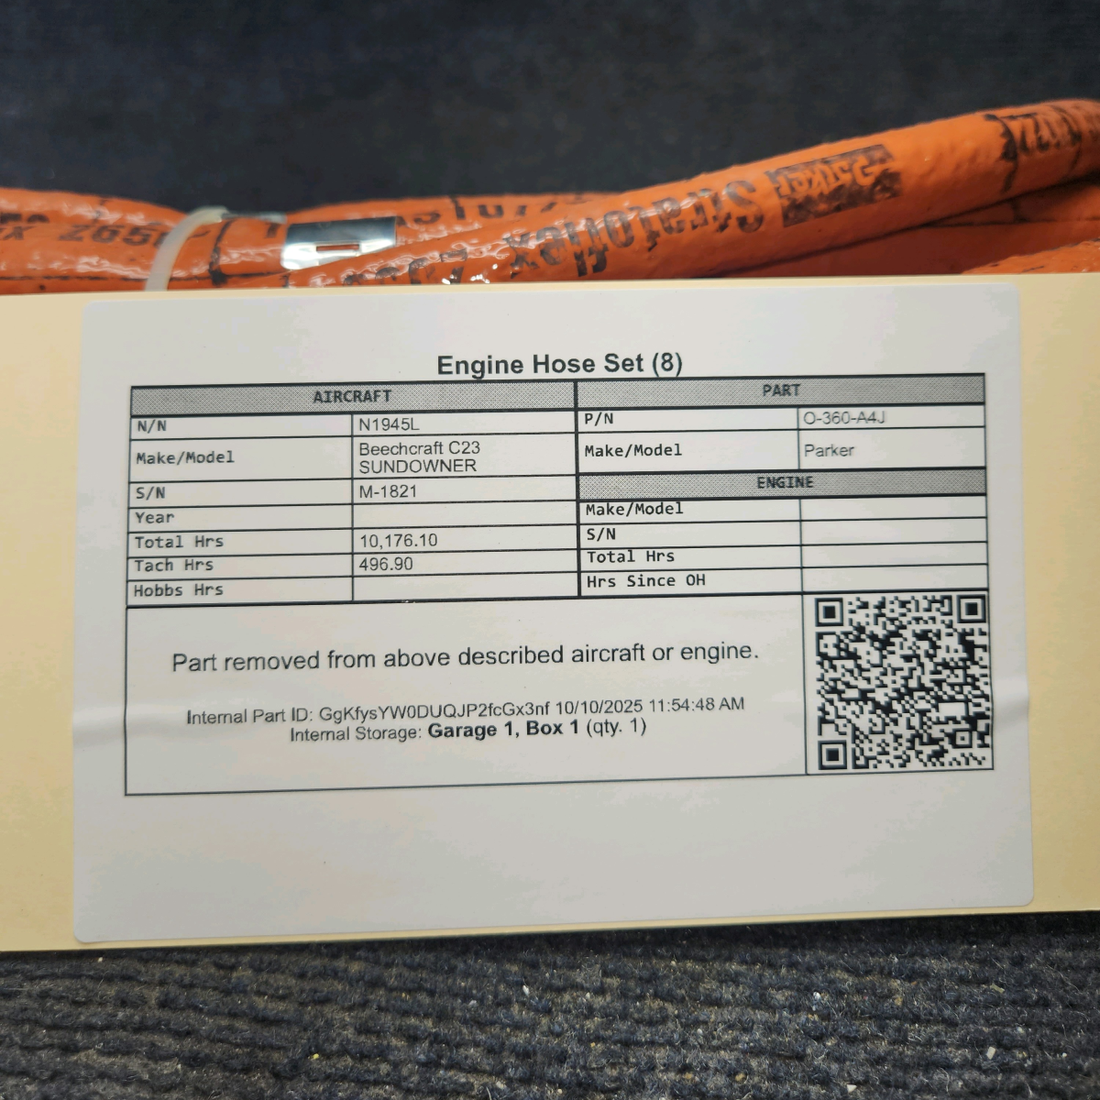 Parker
Stratoflex
Engine Hose Set (8)
AIRCRAFT
PART
N/N N1945L
P/N O-360-A4J
Make/Model Beechcraft C23
SUNDOWNER
Make/Model Parker
S/N M-1821
ENGINE
Year
Make/Model
Total Hrs 10,176.10
S/N
Tach Hrs 496.90
Total Hrs
Hobbs Hrs
Hrs Since OH
Part removed from above described aircraft or engine.
Internal Part ID: GgKfysYW0DUQJP2fcGx3nf 10/10/2025 11:54:48 AM
Internal Storage: Garage 1, Box 1 (qty. 1)